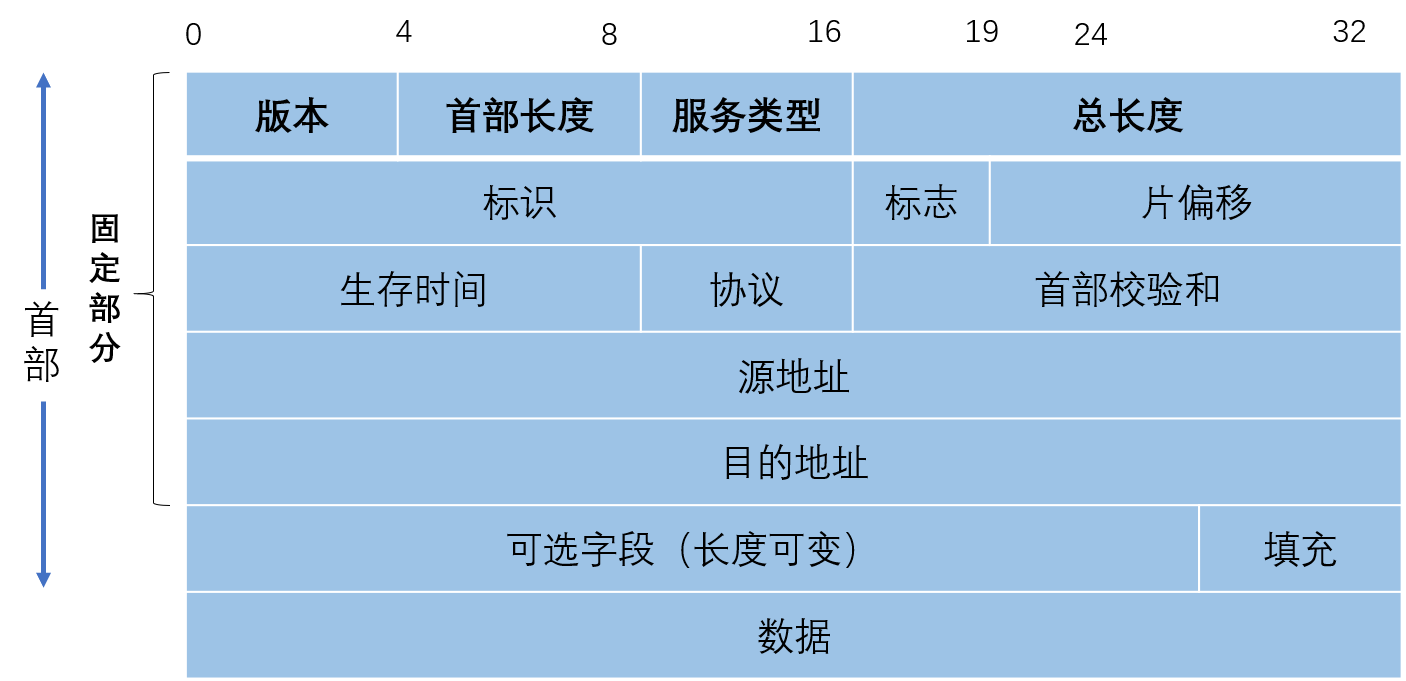 0 4 8 16 19 24 32
版本 首部长度 服务类型 总长度
标识 标志 片偏移
生存时间 协议 首部校验和
源地址
目的地址
可选字段（长度可变） 填充
数据
固定部分
首部